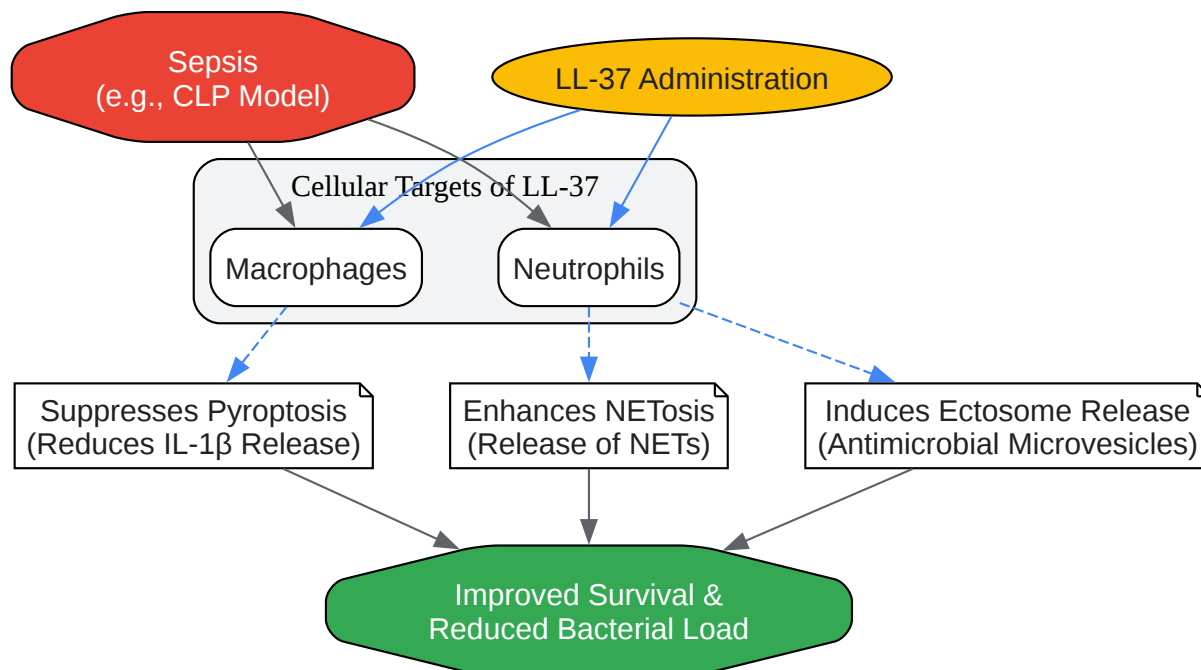 Sepsis
(e.g., CLP Model)
LL-37 Administration
Cellular Targets of LL-37
Macrophages
Neutrophils
Suppresses Pyroptosis
(Reduces IL-1β Release)
Enhances NETosis
(Release of NETs)
Induces Ectosome Release
(Antimicrobial Microvesicles)
Improved Survival &
Reduced Bacterial Load